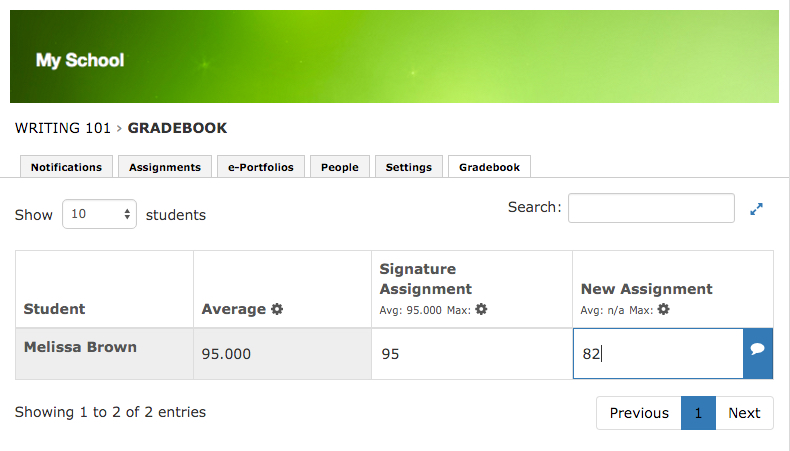 My School
WRITING 101 › GRADEBOOK
Notifications Assignments e-Portfolios People Settings Gradebook
Show 10 students Search:
Student Average Signature Assignment New Assignment
Avg: 95.000 Max: Avg: n/a Max:
Melissa Brown 95.000 95 82
Showing 1 to 2 of 2 entries Previous 1 Next